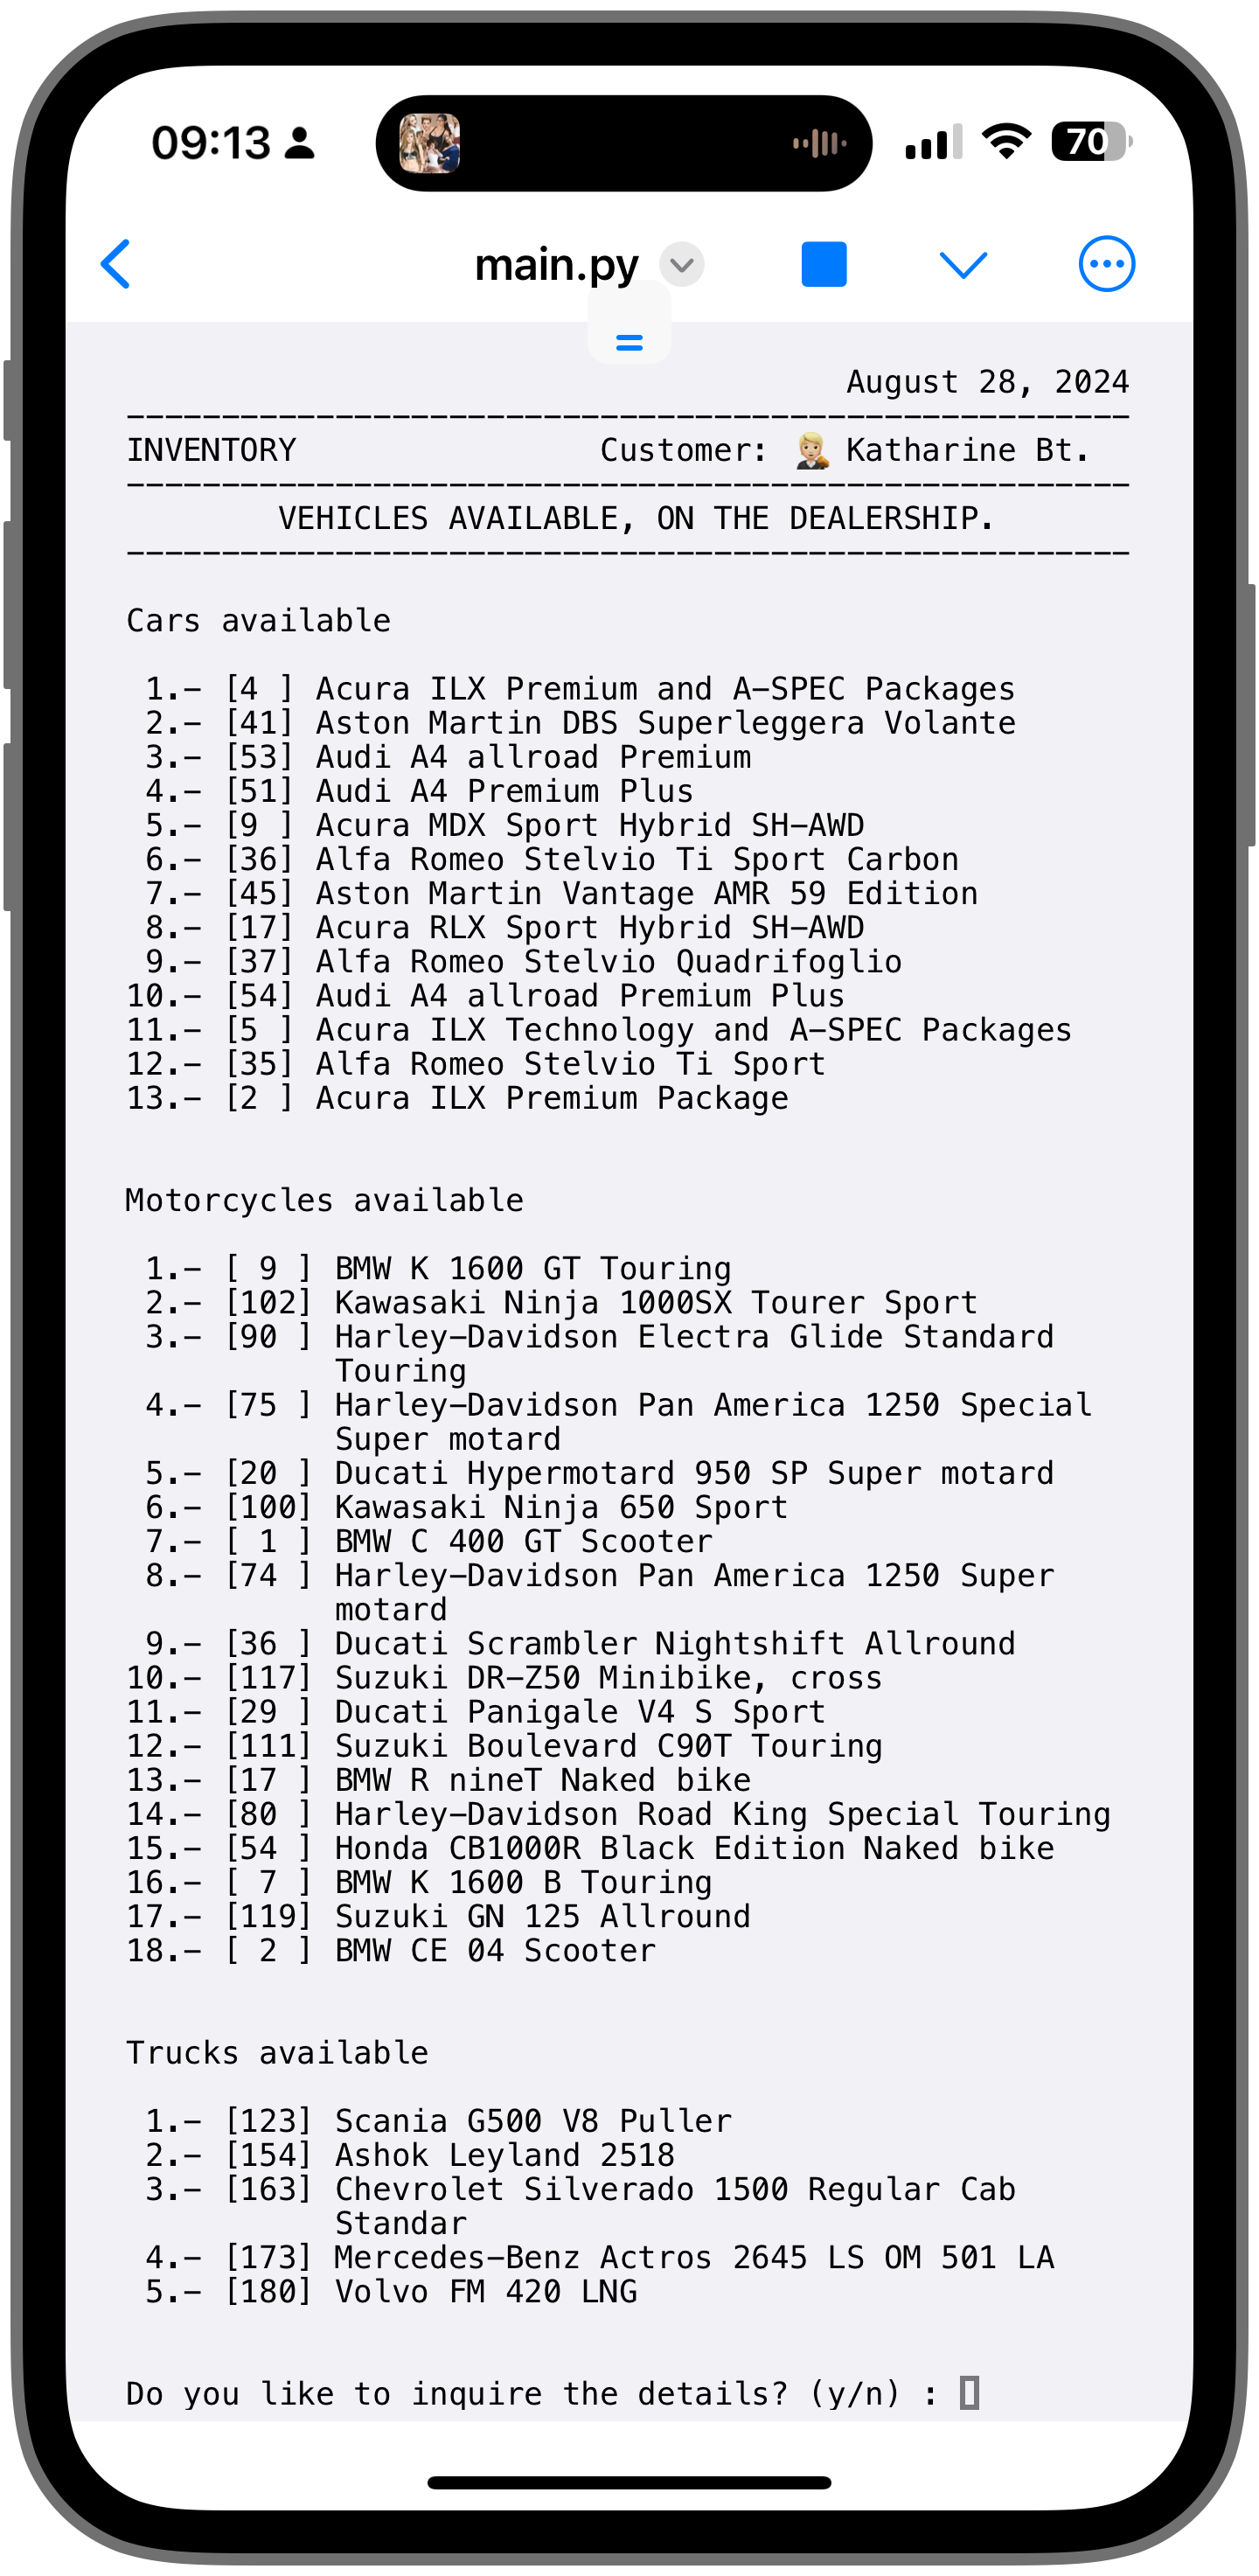 09:13
70
main.py
August 28, 2024
-----------------------------------------------------
INVENTORY Customer: 🤵🏼 Katharine Bt.
-----------------------------------------------------
VEHICLES AVAILABLE, ON THE DEALERSHIP.
-----------------------------------------------------
Cars available
1.- [4 ] Acura ILX Premium and A-SPEC Packages
2.- [41] Aston Martin DBS Superleggera Volante
3.- [53] Audi A4 allroad Premium
4.- [51] Audi A4 Premium Plus
5.- [9 ] Acura MDX Sport Hybrid SH-AWD
6.- [36] Alfa Romeo Stelvio Ti Sport Carbon
7.- [45] Aston Martin Vantage AMR 59 Edition
8.- [17] Acura RLX Sport Hybrid SH-AWD
9.- [37] Alfa Romeo Stelvio Quadrifoglio
10.- [54] Audi A4 allroad Premium Plus
11.- [5 ] Acura ILX Technology and A-SPEC Packages
12.- [35] Alfa Romeo Stelvio Ti Sport
13.- [2 ] Acura ILX Premium Package
Motorcycles available
1.- [ 9 ] BMW K 1600 GT Touring
2.- [102] Kawasaki Ninja 1000SX Tourer Sport
3.- [90 ] Harley-Davidson Electra Glide Standard
Touring
4.- [75 ] Harley-Davidson Pan America 1250 Special
Super motard
5.- [20 ] Ducati Hypermotard 950 SP Super motard
6.- [100] Kawasaki Ninja 650 Sport
7.- [ 1 ] BMW C 400 GT Scooter
8.- [74 ] Harley-Davidson Pan America 1250 Super
motard
9.- [36 ] Ducati Scrambler Nightshift Allround
10.- [117] Suzuki DR-Z50 Minibike, cross
11.- [29 ] Ducati Panigale V4 S Sport
12.- [111] Suzuki Boulevard C90T Touring
13.- [17 ] BMW R nineT Naked bike
14.- [80 ] Harley-Davidson Road King Special Touring
15.- [54 ] Honda CB1000R Black Edition Naked bike
16.- [ 7 ] BMW K 1600 B Touring
17.- [119] Suzuki GN 125 Allround
18.- [ 2 ] BMW CE 04 Scooter
Trucks available
1.- [123] Scania G500 V8 Puller
2.- [154] Ashok Leyland 2518
3.- [163] Chevrolet Silverado 1500 Regular Cab
Standar
4.- [173] Mercedes-Benz Actros 2645 LS OM 501 LA
5.- [180] Volvo FM 420 LNG
Do you like to inquire the details? (y/n) :